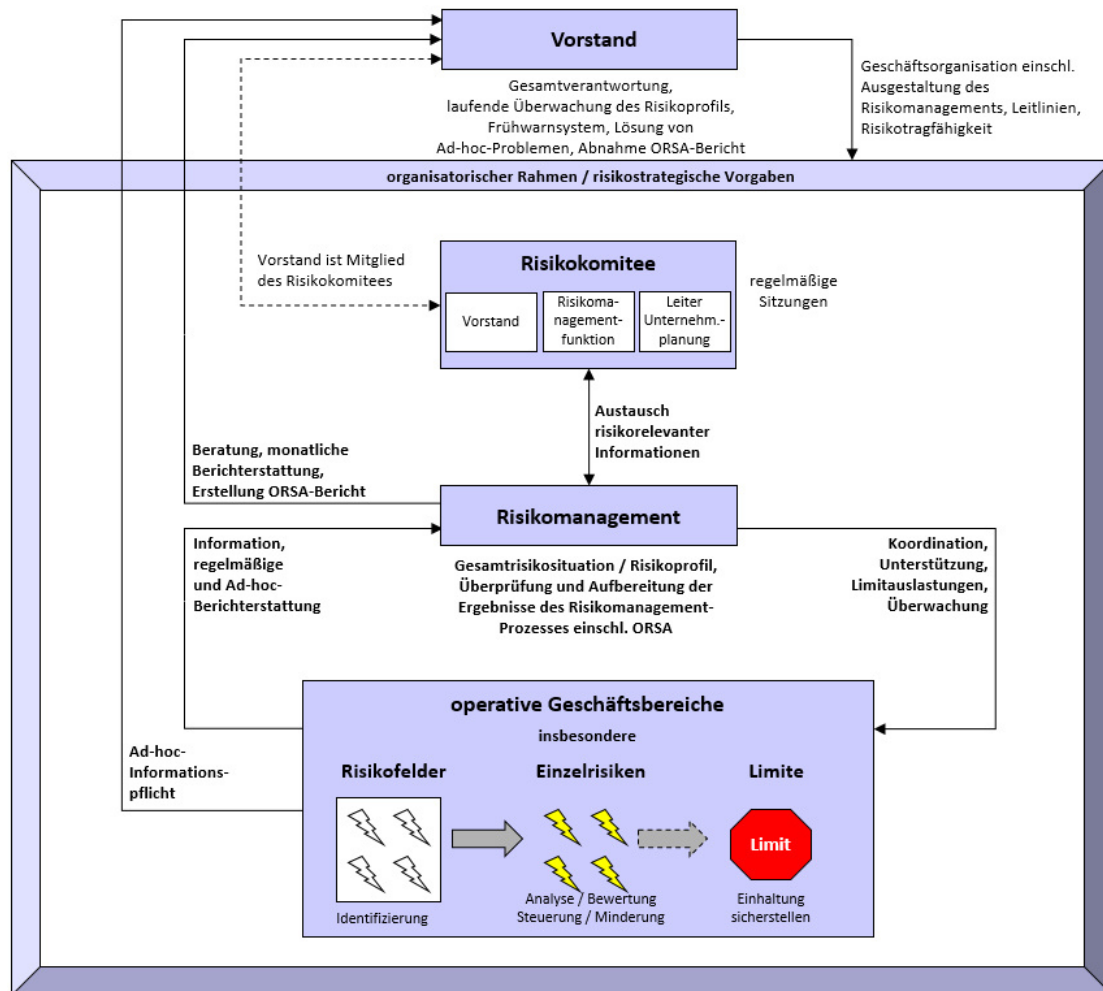 Vorstand
Gesamtverantwortung,
laufende Überwachung des Risikoprofils,
Frühwarnsystem, Lösung von
Ad-hoc-Problemen, Abnahme ORSA-Bericht
Geschäftsorganisation einschl.
Ausgestaltung des
Risikomanagements, Leitlinien,
Risikotragfähigkeit
organisatorischer Rahmen / risikostrategische Vorgaben
Vorstand ist Mitglied
des Risikokomitees
Risikokomitee
Vorstand
Risikoma-
nagement-
funktion
Leiter
Unternehm.-
planung
regelmäßige
Sitzungen
Austausch
risikorelevanter
Informationen
Beratung, monatliche
Berichterstattung,
Erstellung ORSA-Bericht
Risikomanagement
Information,
regelmäßige
und Ad-hoc-
Berichterstattung
Gesamtrisikosituation / Risikoprofil,
Überprüfung und Aufbereitung der
Ergebnisse des Risikomanagement-
Prozesses einschl. ORSA
Koordination,
Unterstützung,
Limitauslastungen,
Überwachung
operative Geschäftsbereiche
insbesondere
Ad-hoc-
Informations-
pflicht
Risikofelder
Identifizierung
Einzelrisiken
Analyse / Bewertung
Steuerung / Minderung
Limite
Limit
Einhaltung
sicherstellen